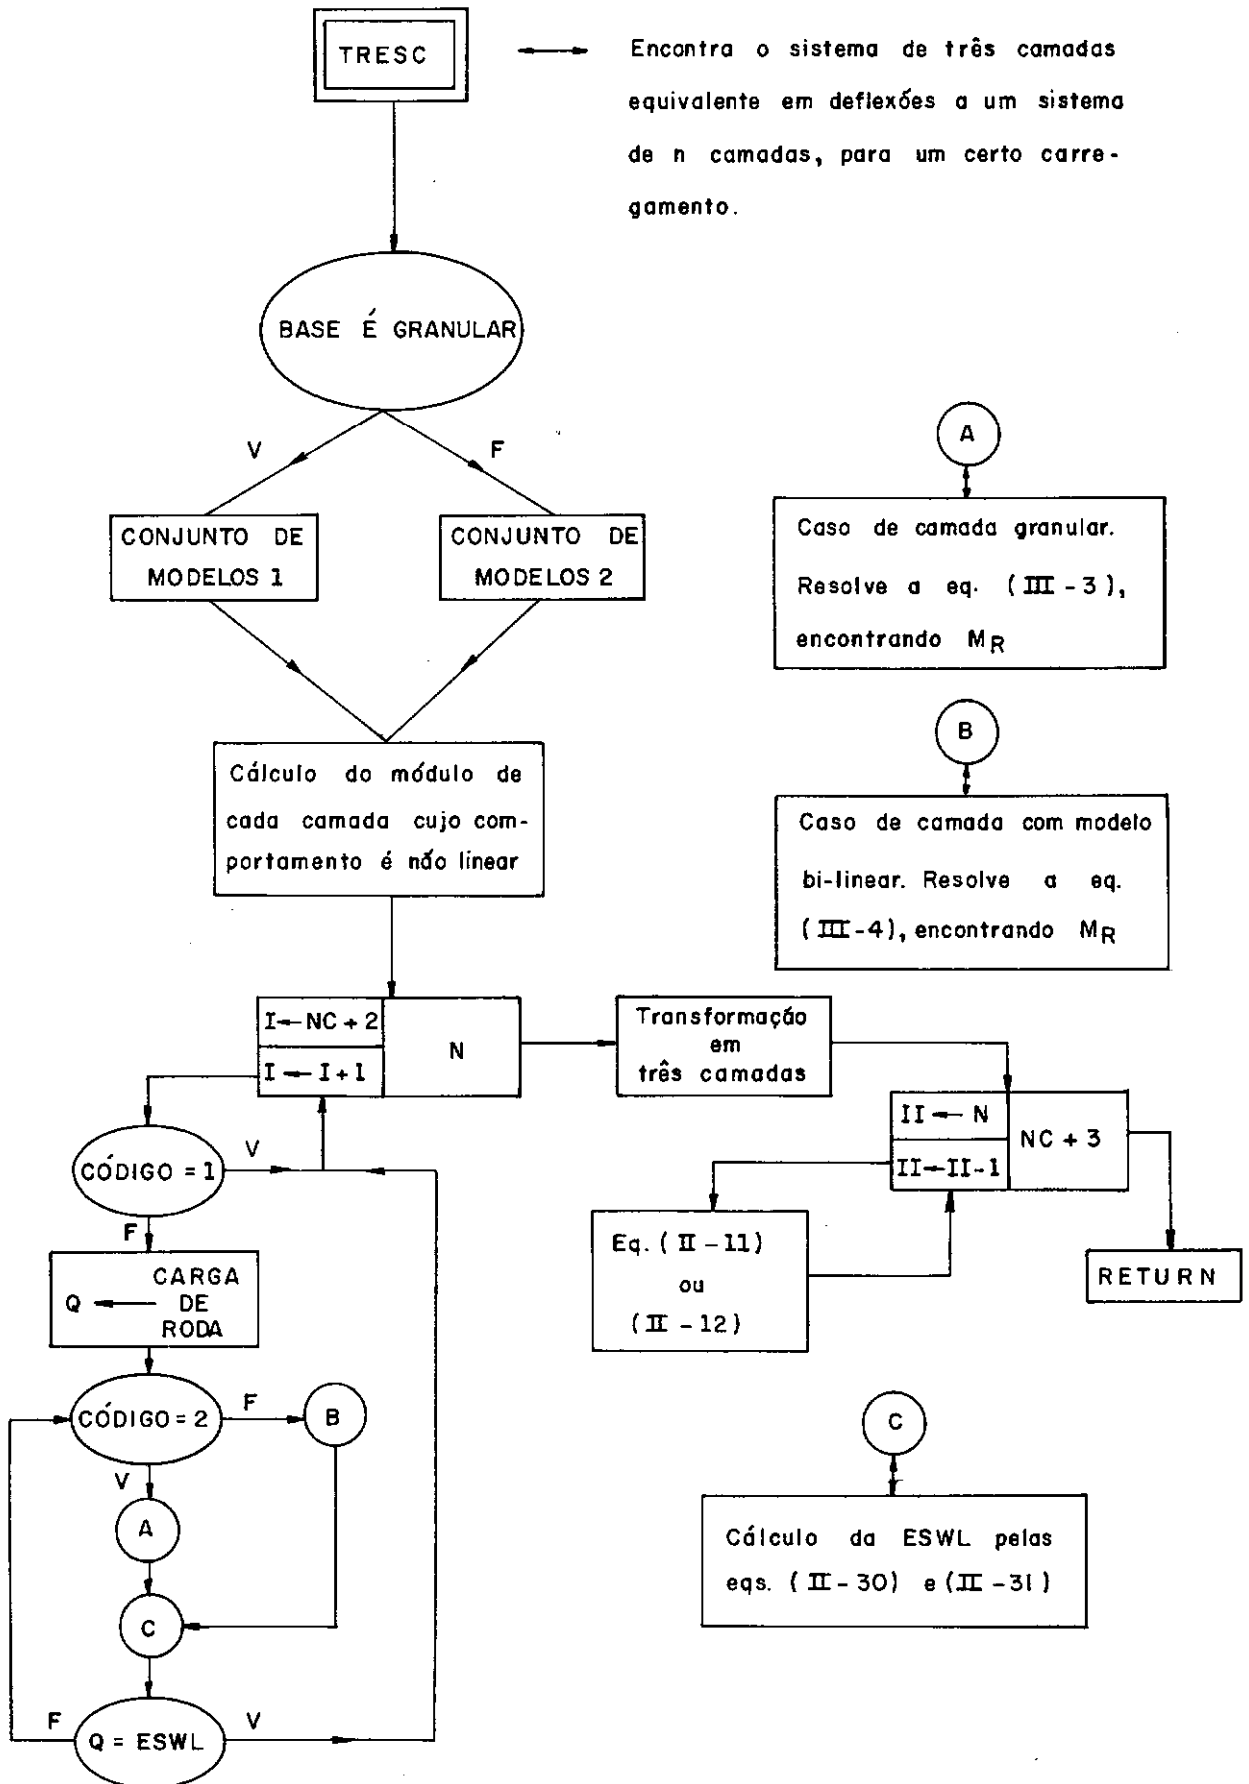 TRESC
Encontra o sistema de três camadas
equivalente em deflexões a um sistema
de n camadas, para um certo carre-
gamento.
BASE É GRANULAR
V
F
CONJUNTO DE
MODELOS 1
CONJUNTO DE
MODELOS 2
A
Caso de camada granular.
Resolve a eq. (III-3),
encontrando MR
B
Caso de camada com modelo
bi-linear. Resolve a eq.
(III-4), encontrando MR
Cálculo do módulo de
cada camada cujo com-
portamento é não linear
I←NC+2
I←I+1
N
Transformação
em
três camadas
II←N
II←II-1
NC+3
CÓDIGO=1
V
F
Eq. (II-11)
ou
(II-12)
RETURN
Q ← CARGA
DE
RODA
CÓDIGO=2
F
B
V
A
C
Q = ESWL
F
V
C
Cálculo da ESWL pelas
eqs. (II-30) e (II-31)